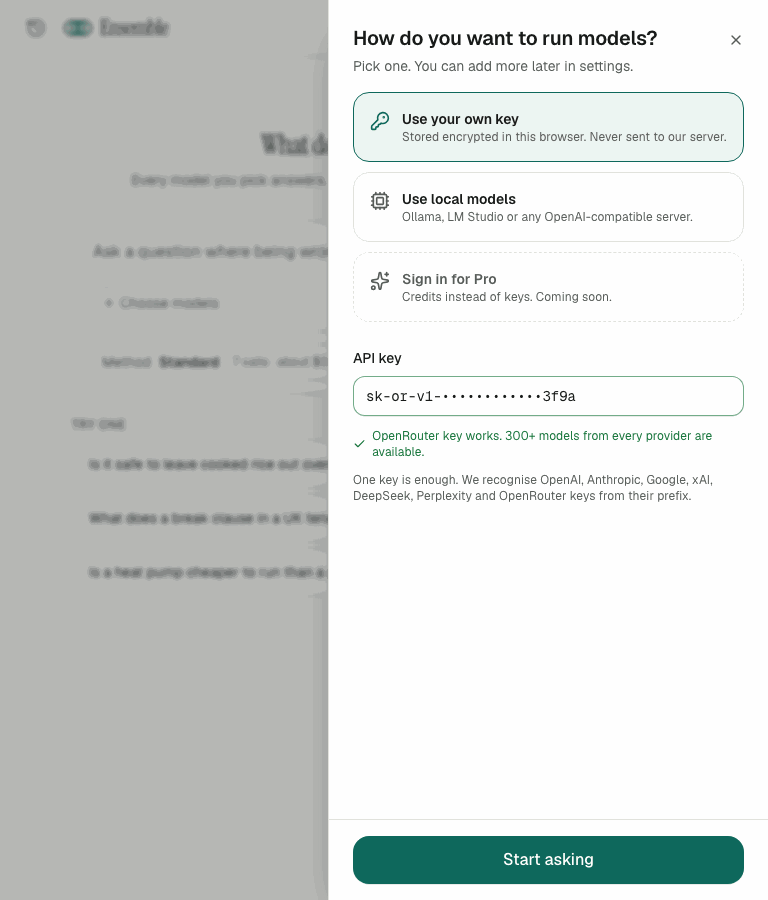 Ensemble
How do you want to run models?
Pick one. You can add more later in settings.
Use your own key
Stored encrypted in this browser. Never sent to our server.
Use local models
Ollama, LM Studio or any OpenAI-compatible server.
Sign in for Pro
Credits instead of keys. Coming soon.
API key
sk-or-v1-••••••••••••3f9a
OpenRouter key works. 300+ models from every provider are
available.
One key is enough. We recognise OpenAI, Anthropic, Google, xAI,
DeepSeek, Perplexity and OpenRouter keys from their prefix.
Start asking
What do
Every model you pick answers,
Ask a question where being
Choose models
Method Standard
TRY ONE
Is it safe to leave cooked rice out
What does a break clause in a UK
Is a heat pump cheaper to run than a